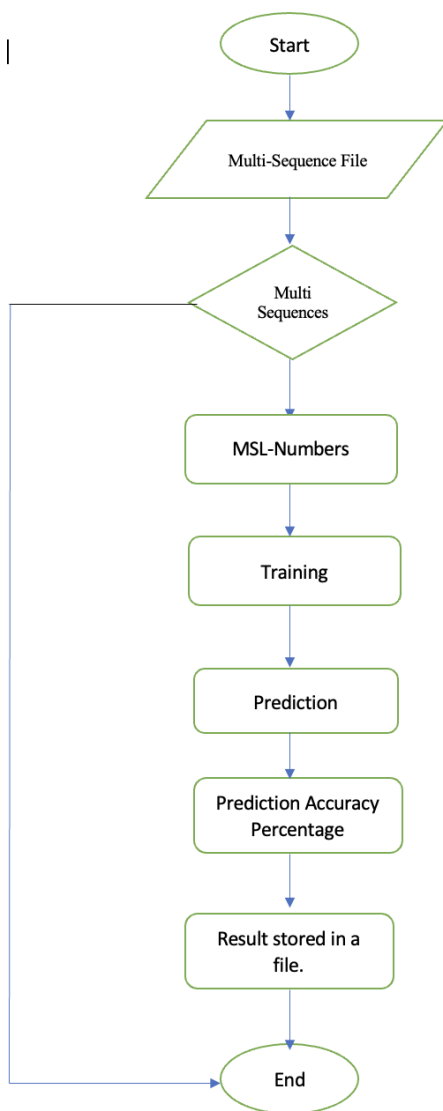 Start
Multi-Sequence File
Multi
Sequences
MSL-Numbers
Training
Prediction
Prediction Accuracy
Percentage
Result stored in a
file.
End